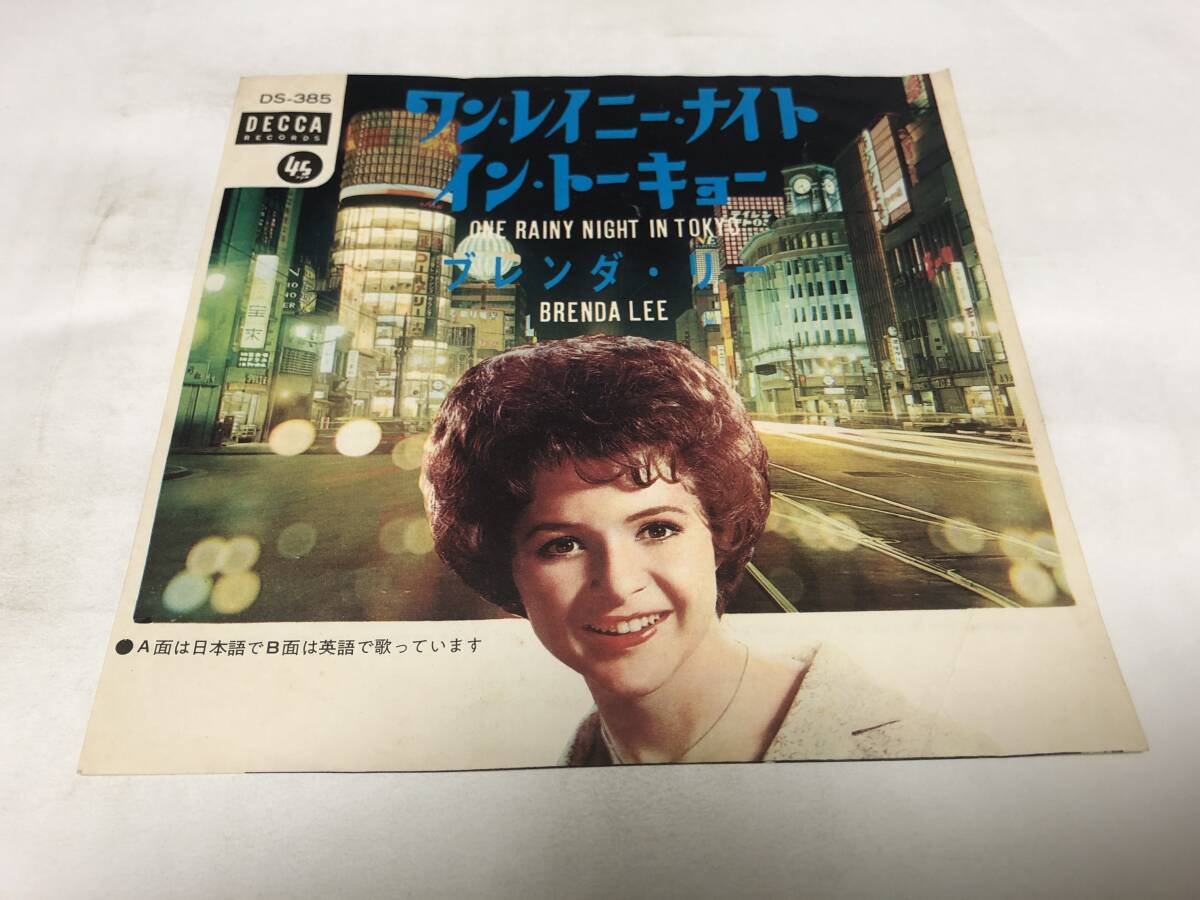 DS-385
DECCA
RECORDS
45
ワン・レイニー・ナイト
イン・トーキョー
ONE RAINY NIGHT IN TOKYO
ブレンダ・リー
BRENDA LEE
●A面は日本語でB面は英語で歌っています